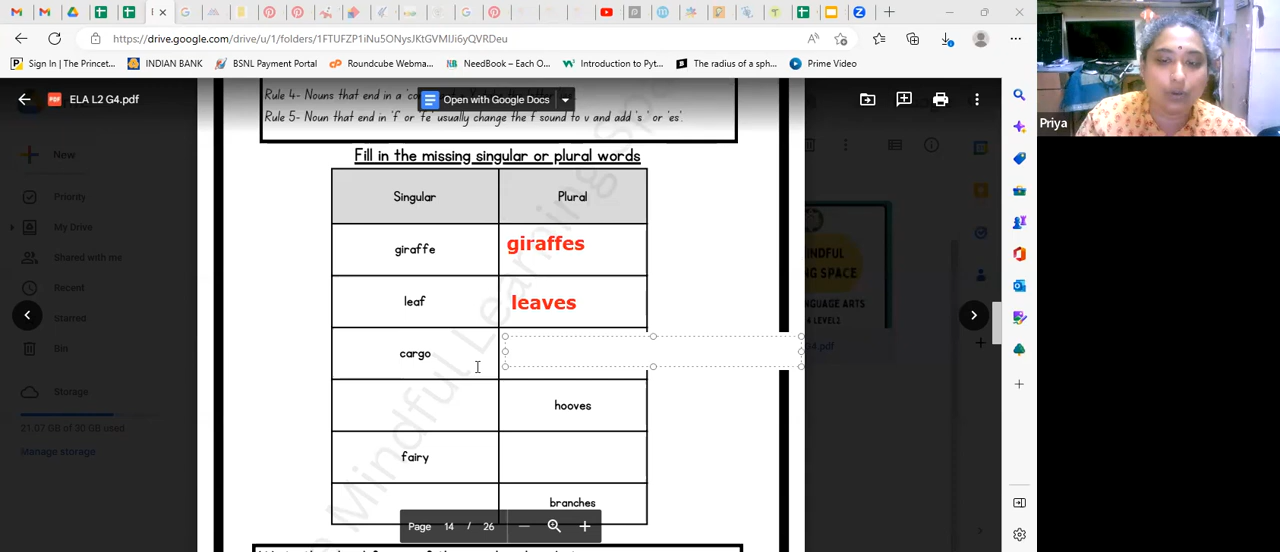 https://drive.google.com/drive/u/1/folders/1FTUFZP1iNu5ONysJKtGVMIJi6yQVRDeu
Sign In | The Princet...
INDIAN BANK
BSNL Payment Portal
Roundcube Webma...
NeedBook – Each O...
Introduction to Pyt...
The radius of a sph...
Prime Video
ELA L2 G4.pdf
Open with Google Docs
Priya
Rule 4- Nouns that end in a
Rule 5- Noun that end in 'f' or 'fe' usually change the f sound to v and add 's' or 'es'.
New
Priority
My Drive
Shared with me
Recent
Starred
Bin
Storage
21.07 GB of 30 GB used
Manage storage
Fill in the missing singular or plural words
Singular Plural
giraffe giraffes
leaf leaves
cargo
hooves
fairy
branches
Mindful Learning
Page 14 / 26
MINDFUL
SPACE